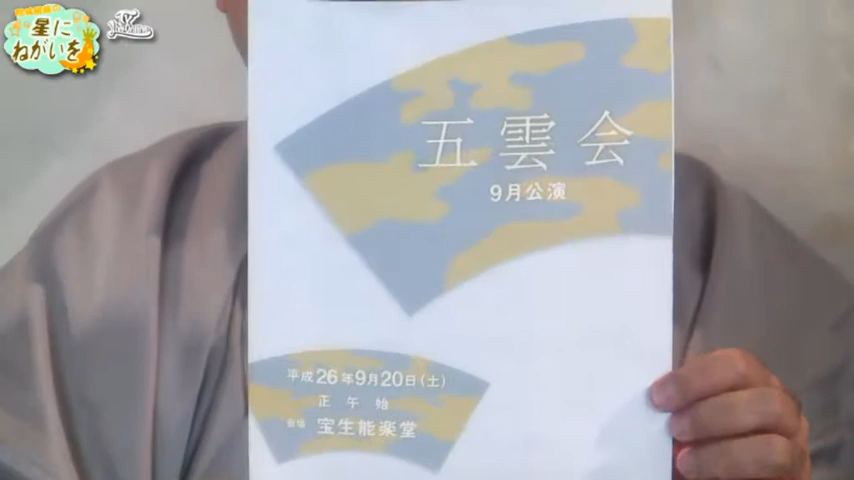 星に
ねがいを
五雲会
9月公演
平成26年9月20日(土)
正午始
会場 宝生能楽堂